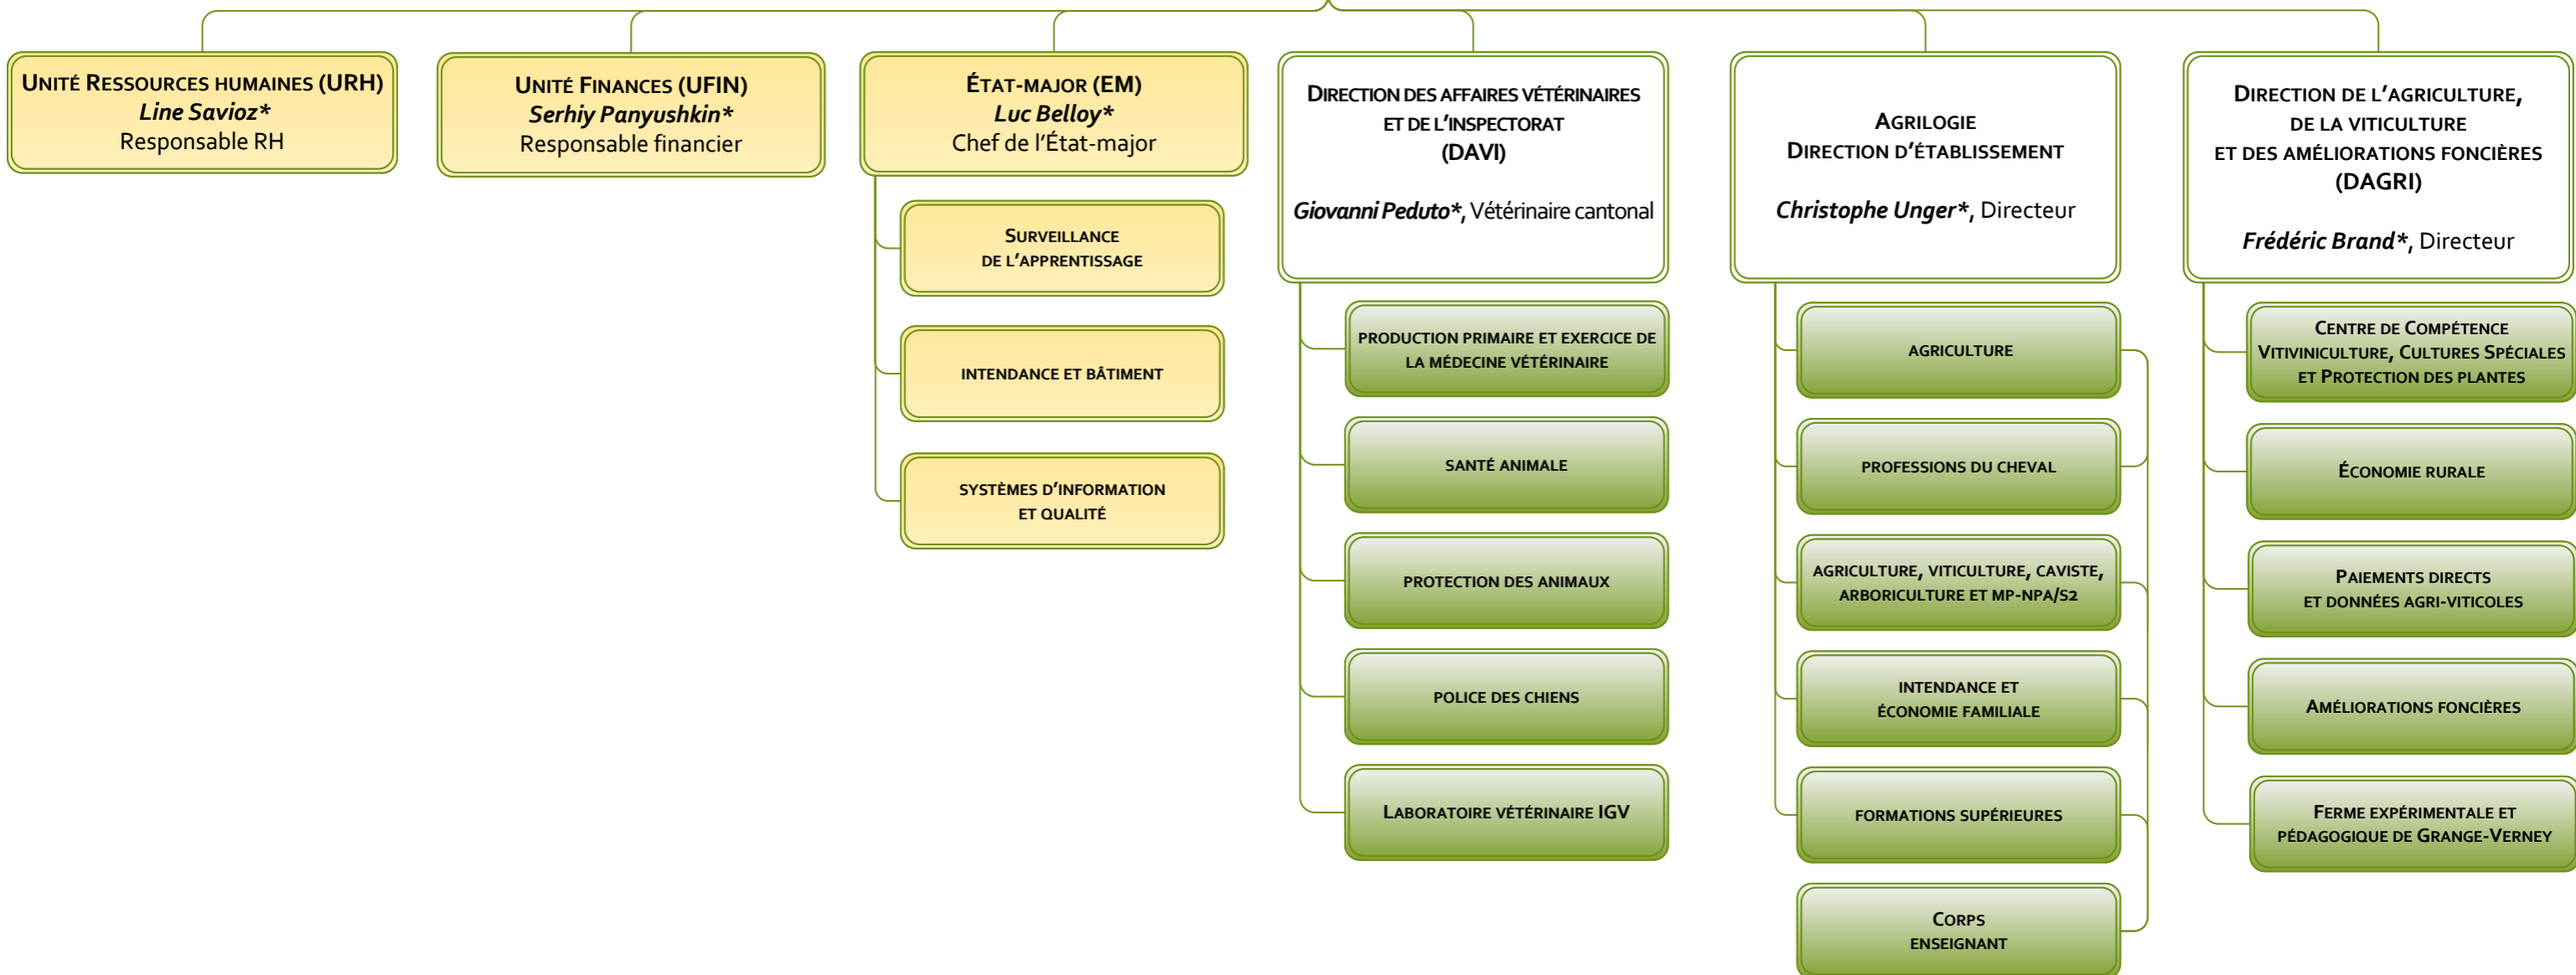 Unité Ressources humaines (URH)
Line Savioz*
Responsable RH
Unité Finances (UFIN)
Serhiy Panyushkin*
Responsable financier
État-major (EM)
Luc Belloy*
Chef de l'État-major
Surveillance
de l'apprentissage
intendance et bâtiment
systèmes d'information
et qualité
Direction des affaires vétérinaires
et de l'inspectorat
(DAVI)
Giovanni Peduto*, Vétérinaire cantonal
production primaire et exercice de
la médecine vétérinaire
santé animale
protection des animaux
police des chiens
Laboratoire vétérinaire IGV
Agrilogie
Direction d'établissement
Christophe Unger*, Directeur
agriculture
professions du cheval
agriculture, viticulture, caviste,
arboriculture et mp-npa/s2
intendance et
économie familiale
formations supérieures
Corps
enseignant
Direction de l'agriculture,
de la viticulture
et des améliorations foncières
(DAGRI)
Frédéric Brand*, Directeur
Centre de Compétence
Vitiviniculture, Cultures Spéciales
et Protection des plantes
Économie rurale
Paiements directs
et données agri-viticoles
Améliorations foncières
Ferme expérimentale et
pédagogique de Grange-Verney